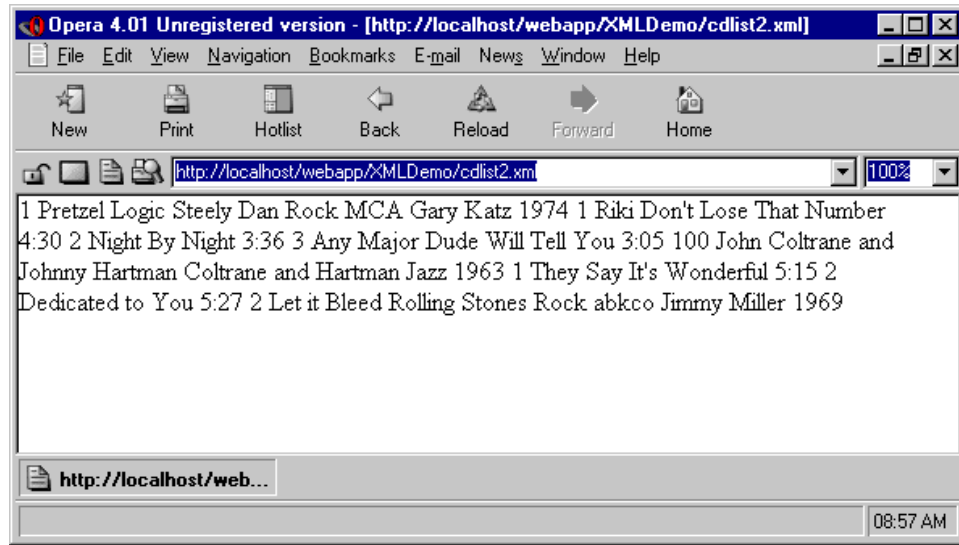 Opera 4.01 Unregistered version - [http://localhost/webapp/XMLDemo/cdlist2.xml]
File Edit View Navigation Bookmarks E-mail News Window Help
New Print Hotlist Back Reload Forward Home
http://localhost/webapp/XMLDemo/cdlist2.xm 100%
1 Pretzel Logic Steely Dan Rock MCA Gary Katz 1974 1 Riki Don't Lose That Number
4:30 2 Night By Night 3:36 3 Any Major Dude Will Tell You 3:05 100 John Coltrane and
Johnny Hartman Coltrane and Hartman Jazz 1963 1 They Say It's Wonderful 5:15 2
Dedicated to You 5:27 2 Let it Bleed Rolling Stones Rock abkco Jimmy Miller 1969
http://localhost/web...
08:57 AM